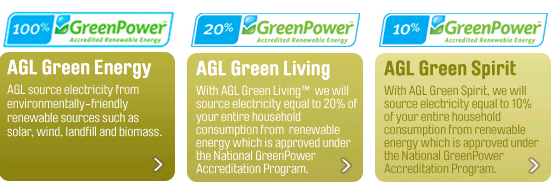 100% GreenPower™
Accredited Renewable Energy
AGL Green Energy
AGL source electricity from
environmentally-friendly
renewable sources such as
solar, wind, landfill and biomass.
20% GreenPower™
Accredited Renewable Energy
AGL Green Living
With AGL Green Living™ we will
source electricity equal to 20% of
your entire household
consumption from renewable
energy which is approved under
the National GreenPower
Accreditation Program.
10% GreenPower™
Accredited Renewable Energy
AGL Green Spirit
With AGL Green Spirit, we will
source electricity equal to 10%
of your entire household
consumption from renewable
energy which is approved under
the National GreenPower
Accreditation Program.